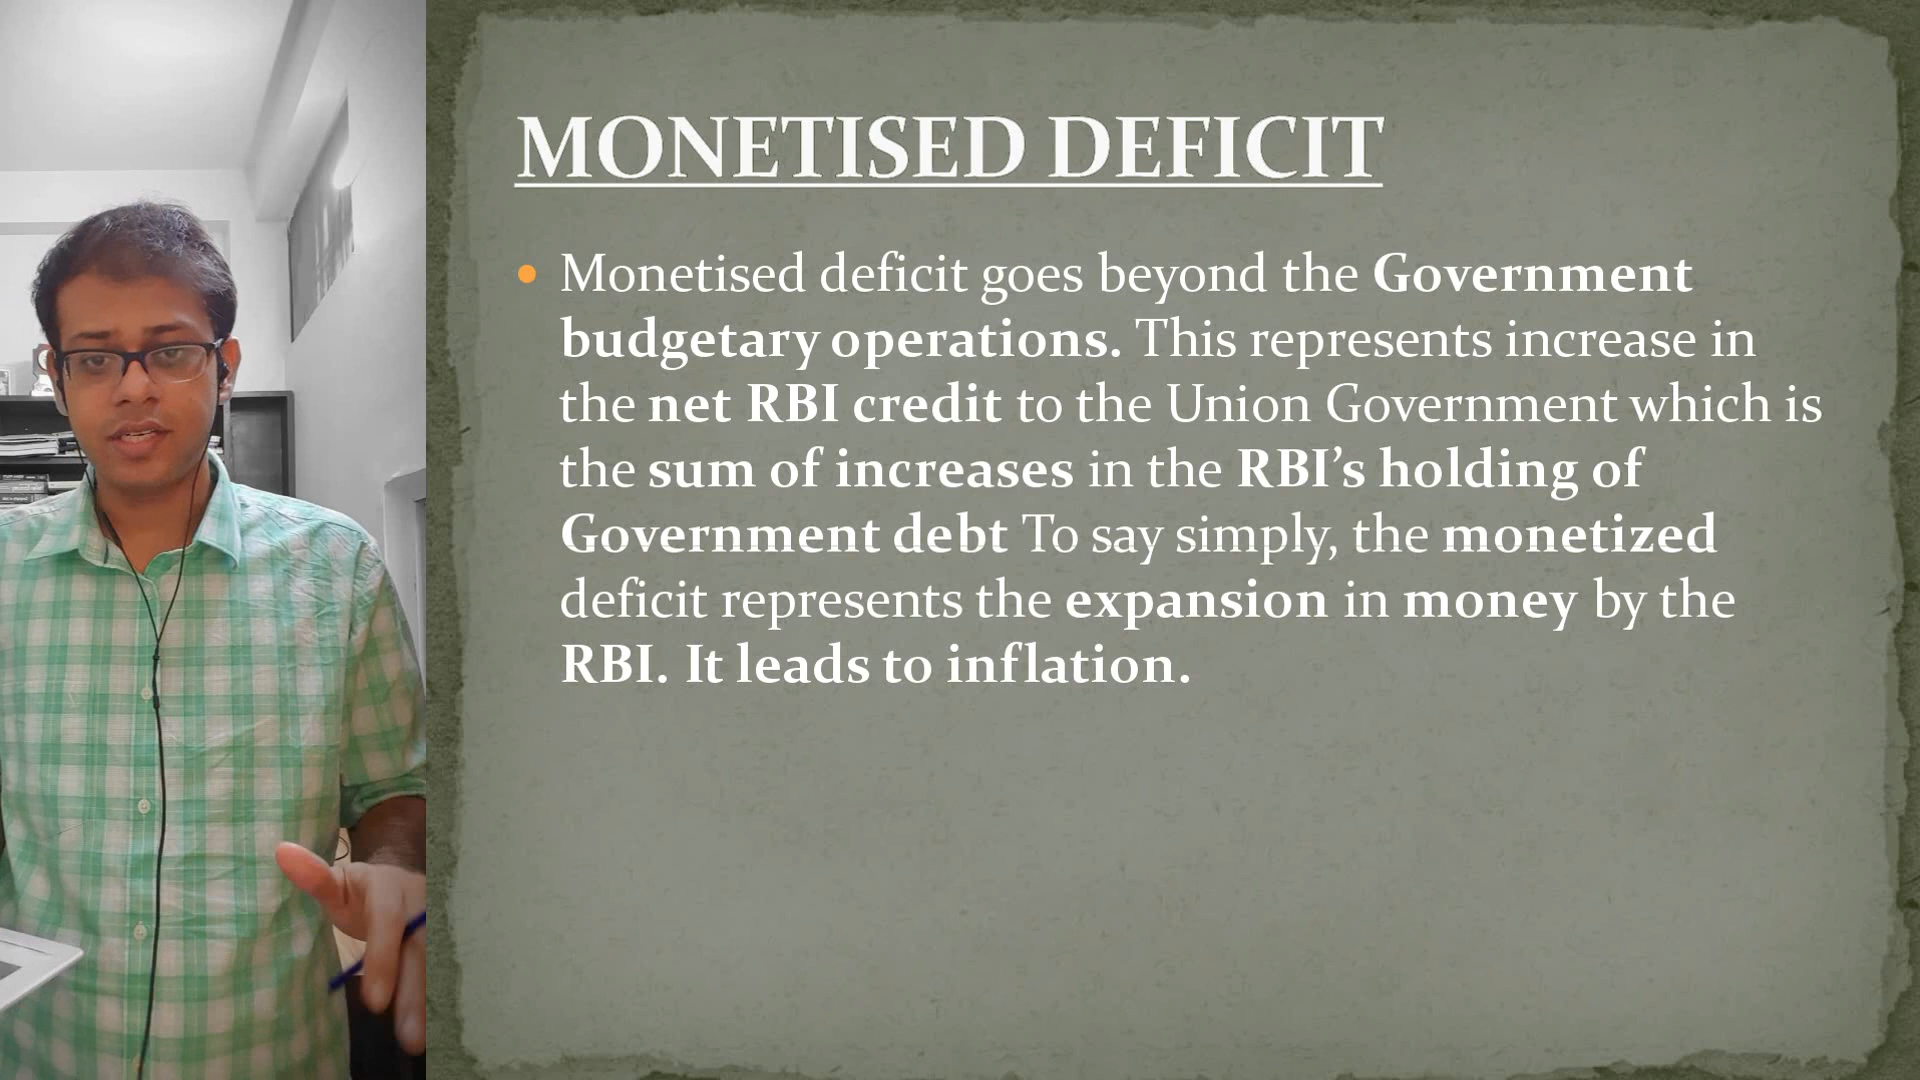 MONETISED DEFICIT
Monetised deficit goes beyond the Government
budgetary operations. This represents increase in
the net RBI credit to the Union Government which is
the sum of increases in the RBI’s holding of
Government debt To say simply, the monetized
deficit represents the expansion in money by the
RBI. It leads to inflation.